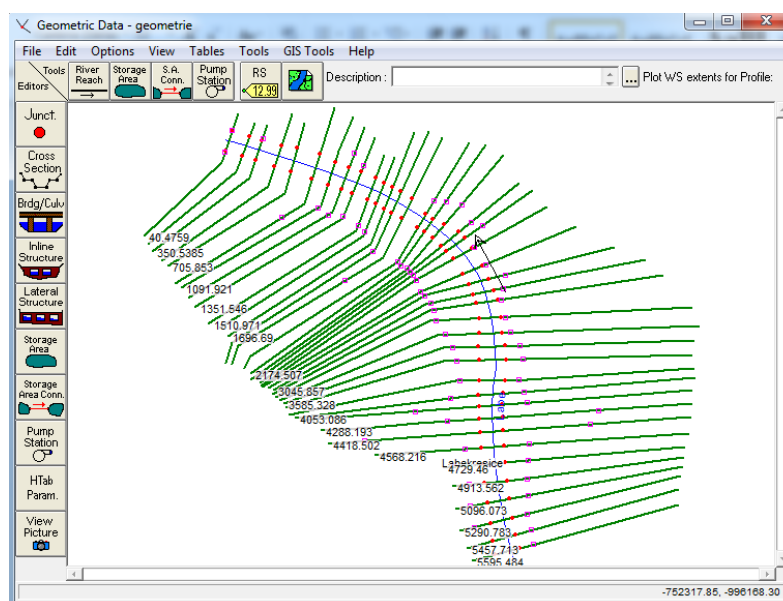 Geometric Data - geometrie
File Edit Options View Tables Tools GIS Tools Help
Tools
Editors
River
Reach
Storage
Area
S.A.
Conn.
Pump
Station
RS
12.99
Description :
...
Plot WS extents for Profile:
Junct.
Cross
Section
Brdg/Culv
Inline
Structure
Lateral
Structure
Storage
Area
Storage
Area Conn.
Pump
Station
HTab
Param.
View
Picture
40.4759
350.5385
705.853
1091.921
1351.546
1510.971
1696.69
2174.507
3045.857
3585.328
4053.086
4288.193
4418.502
4568.216
Labe
4729.46
4913.562
5096.073
5290.783
5457.713
5595.484
-752317.85, -996168.30